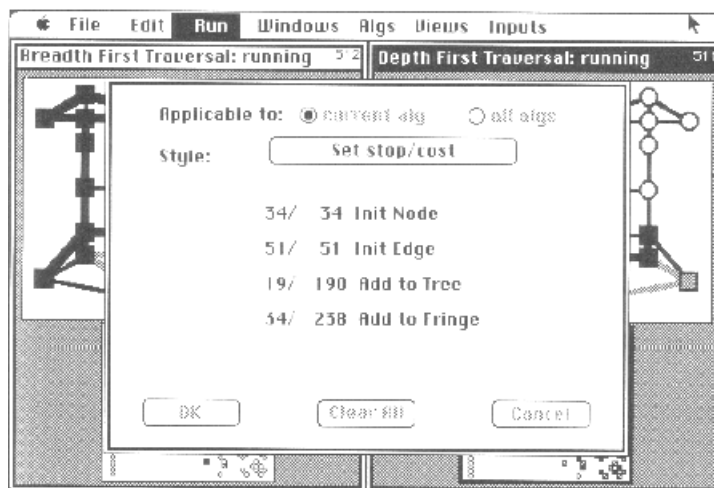 File Edit Run Windows Algs Views Inputs
Breadth First Traversal: running 512
Depth First Traversal: running 51
Applicable to: current alg all algs
Style: Set stop/cost
34/ 34 Init Node
51/ 51 Init Edge
19/ 190 Add to Tree
34/ 238 Add to Fringe
OK Clear All Cancel